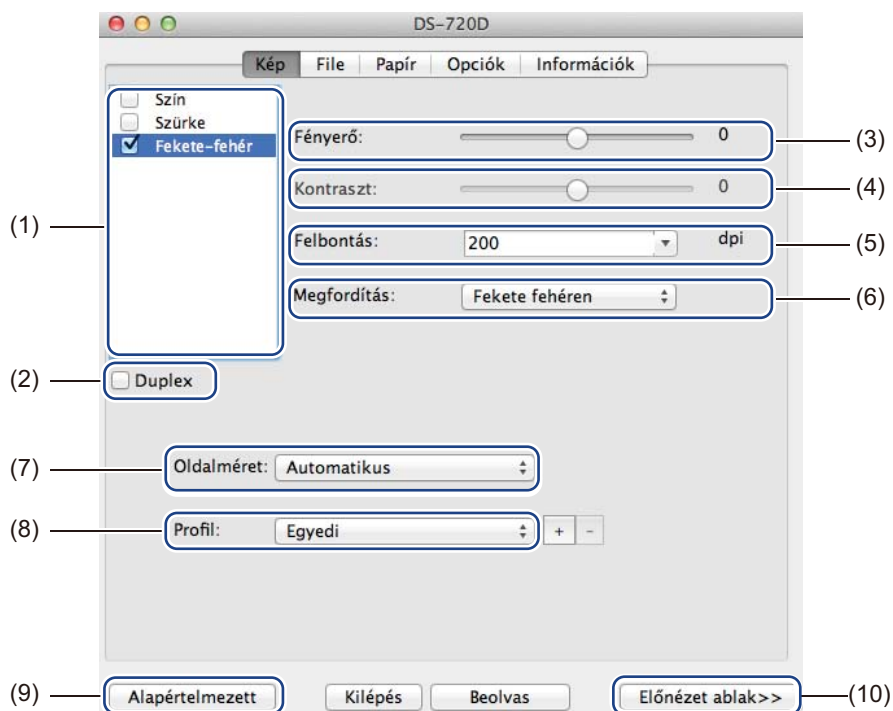 DS-720D
Kép File Papír Opciók Információk
Szín
Szürke
Fekete-fehér
(1)
Fényerő: 0 (3)
Kontraszt: 0 (4)
Felbontás: 200 dpi (5)
Megfordítás: Fekete fehéren (6)
(2) Duplex
(7) Oldalméret: Automatikus
(8) Profil: Egyedi + -
(9) Alapértelmezett Kilépés Beolvas Előnézet ablak>> (10)